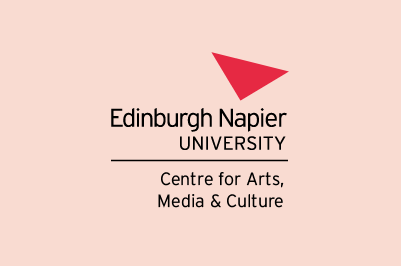 Edinburgh Napier
UNIVERSITY
Centre for Arts,
Media & Culture